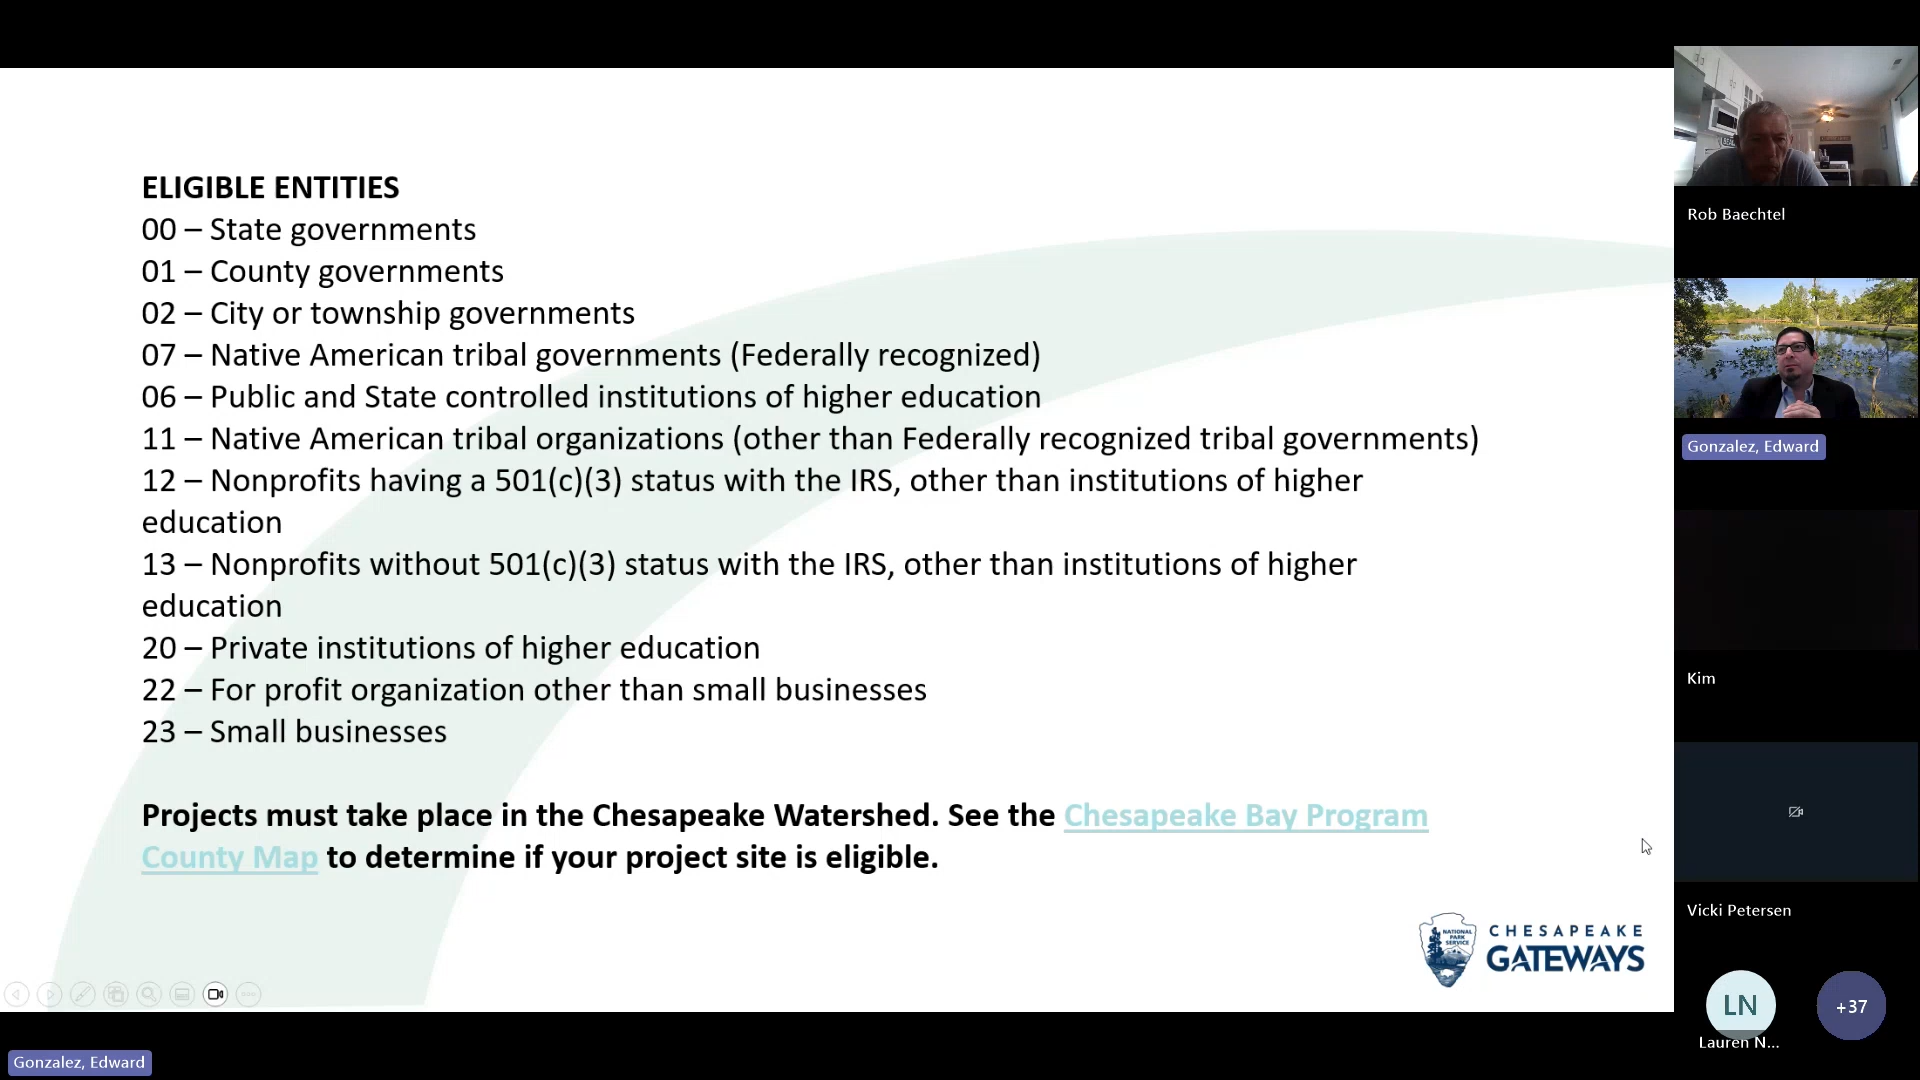 ELIGIBLE ENTITIES
00 – State governments
01 – County governments
02 – City or township governments
07 – Native American tribal governments (Federally recognized)
06 – Public and State controlled institutions of higher education
11 – Native American tribal organizations (other than Federally recognized tribal governments)
12 – Nonprofits having a 501(c)(3) status with the IRS, other than institutions of higher
education
13 – Nonprofits without 501(c)(3) status with the IRS, other than institutions of higher
education
20 – Private institutions of higher education
22 – For profit organization other than small businesses
23 – Small businesses
Projects must take place in the Chesapeake Watershed. See the Chesapeake Bay Program
County Map to determine if your project site is eligible.
NATIONAL
PARK
SERVICE
CHESAPEAKE
GATEWAYS
Gonzalez, Edward
Rob Baechtel
Gonzalez, Edward
Kim
Vicki Petersen
LN
+37
Lauren N...